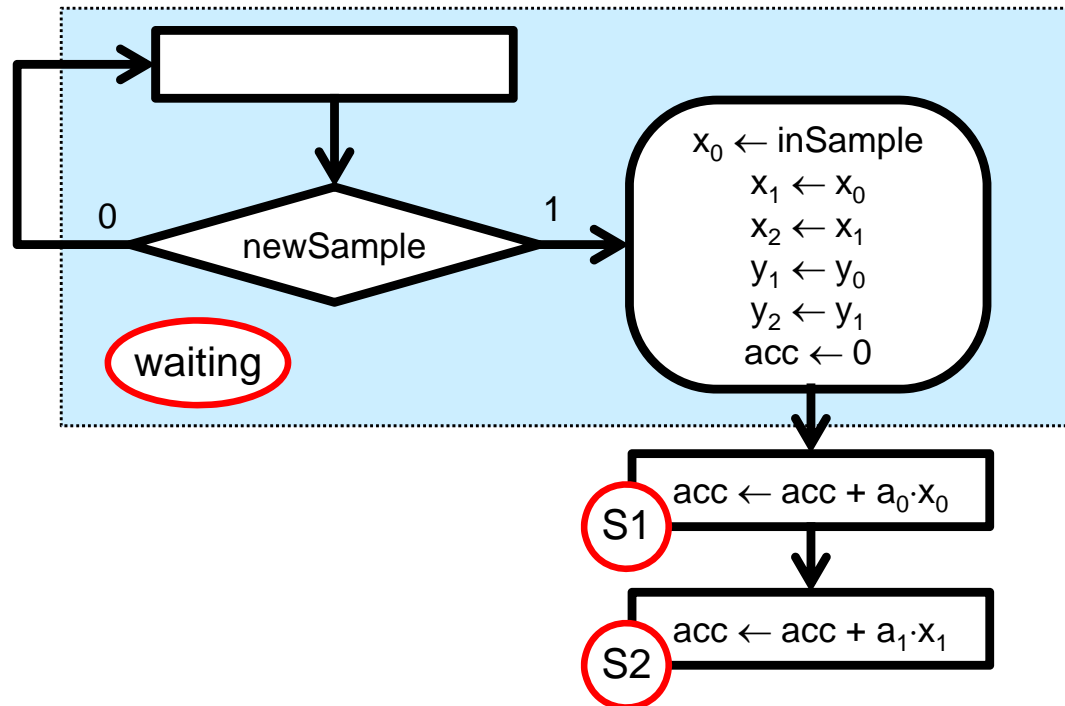 0
newSample
1
x₀ ← inSample
x₁ ← x₀
x₂ ← x₁
y₁ ← y₀
y₂ ← y₁
acc ← 0
waiting
acc ← acc + a₀·x₀
S1
acc ← acc + a₁·x₁
S2